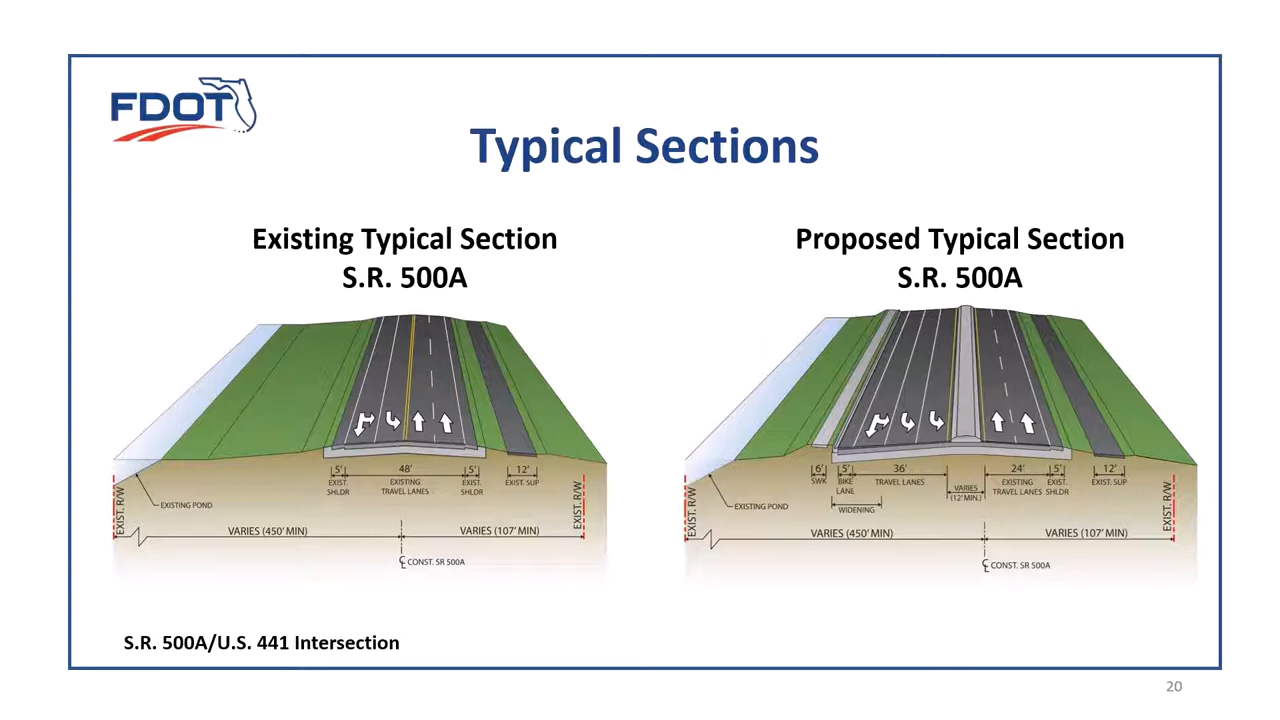 FDOT
Typical Sections
Existing Typical Section
S.R. 500A
5'
48'
5'
12'
EXIST.
SHLDR
EXISTING
TRAVEL LANES
EXIST.
SHLDR
EXIST. SUP
EXIST. R/W
EXISTING POND
EXIST. R/W
VARIES (450' MIN)
VARIES (107' MIN)
CONST. SR 500A
Proposed Typical Section
S.R. 500A
6'
5'
36'
24'
5'
12'
SWK
BIKE
LANE
TRAVEL LANES
VARIES
(12' MIN.)
EXISTING
TRAVEL LANES
EXIST.
SHLDR
EXIST. SUP
WIDENING
EXIST. R/W
EXISTING POND
EXIST. R/W
VARIES (450' MIN)
VARIES (107' MIN)
CONST. SR 500A
S.R. 500A/U.S. 441 Intersection
20